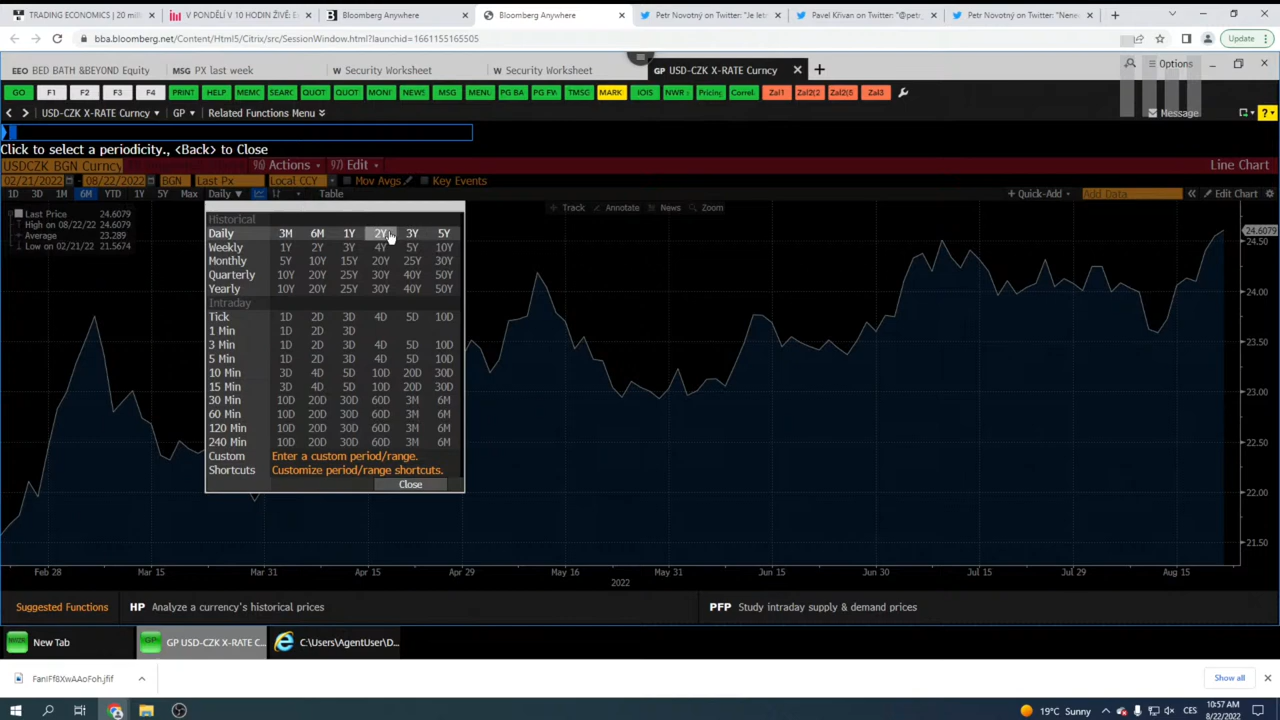 TRADING ECONOMICS | 20 mil
V PONDĚLÍ V 10 HODIN ŽIVĚ: E
Bloomberg Anywhere
Bloomberg Anywhere
Petr Novotný on Twitter: "Je letn
Pavel Křivan on Twitter: "@petr_
Petr Novotný on Twitter: "Nene
bba.bloomberg.net/Content/Html5/Citrix/src/SessionWindow.html?launchid=1661155165505
Update
EEO BED BATH &BEYOND Equity
MSG PX last week
Security Worksheet
Security Worksheet
GP USD-CZK X-RATE Curncy
Options
GO F1 F2 F3 F4 PRINT HELP MEMC SEARC QUOT QUOT MONI NEWS MSG MENU PG BA PG FW TMSG MARK IOIS NWR Pricing Correl. Zal1 Zal2(2 Zal2(5 Zal3
USD-CZK X-RATE Curncy GP Related Functions Menu
Message
Click to select a periodicity., <Back> to Close
USDCZK BGN Curncy
96) Actions 97) Edit
Line Chart
02/21/2022 - 08/22/2022 BGN Last Px Local CCY Mov Avgs Key Events
1D 3D 1M 6M YTD 1Y 5Y Max Daily ▼ Table
+ Quick-Add Add Data « Edit Chart
Track Annotate News Zoom
Last Price 24.6079
High on 08/22/22 24.6079
Average 23.289
Low on 02/21/22 21.5674
Historical
Daily 3M 6M 1Y 2Y 3Y 5Y
Weekly 1Y 2Y 3Y 4Y 5Y 10Y
Monthly 5Y 10Y 15Y 20Y 25Y 30Y
Quarterly 10Y 20Y 25Y 30Y 40Y 50Y
Yearly 10Y 20Y 25Y 30Y 40Y 50Y
Intraday
Tick 1D 2D 3D 4D 5D 10D
1 Min 1D 2D 3D
3 Min 1D 2D 3D 4D 5D 10D
5 Min 1D 2D 3D 4D 5D 10D
10 Min 3D 4D 5D 10D 20D 30D
15 Min 3D 4D 5D 10D 20D 30D
30 Min 10D 20D 30D 60D 3M 6M
60 Min 10D 20D 30D 60D 3M 6M
120 Min 10D 20D 30D 60D 3M 6M
240 Min 10D 20D 30D 60D 3M 6M
Custom Enter a custom period/range.
Shortcuts Customize period/range shortcuts.
Close
24.6079
24.00
23.50
23.00
22.50
22.00
21.50
Feb 28 Mar 15 Mar 31 Apr 15 Apr 29 May 16 May 31 Jun 15 Jun 30 Jul 15 Jul 29 Aug 15
2022
Suggested Functions HP Analyze a currency's historical prices PFP Study intraday supply & demand prices
New Tab
GP USD-CZK X-RATE C...
C:\Users\AgentUser\D...
FanIFf8XwAAoFoh.jfif
Show all
19°C Sunny
CES
10:57 AM
8/22/2022